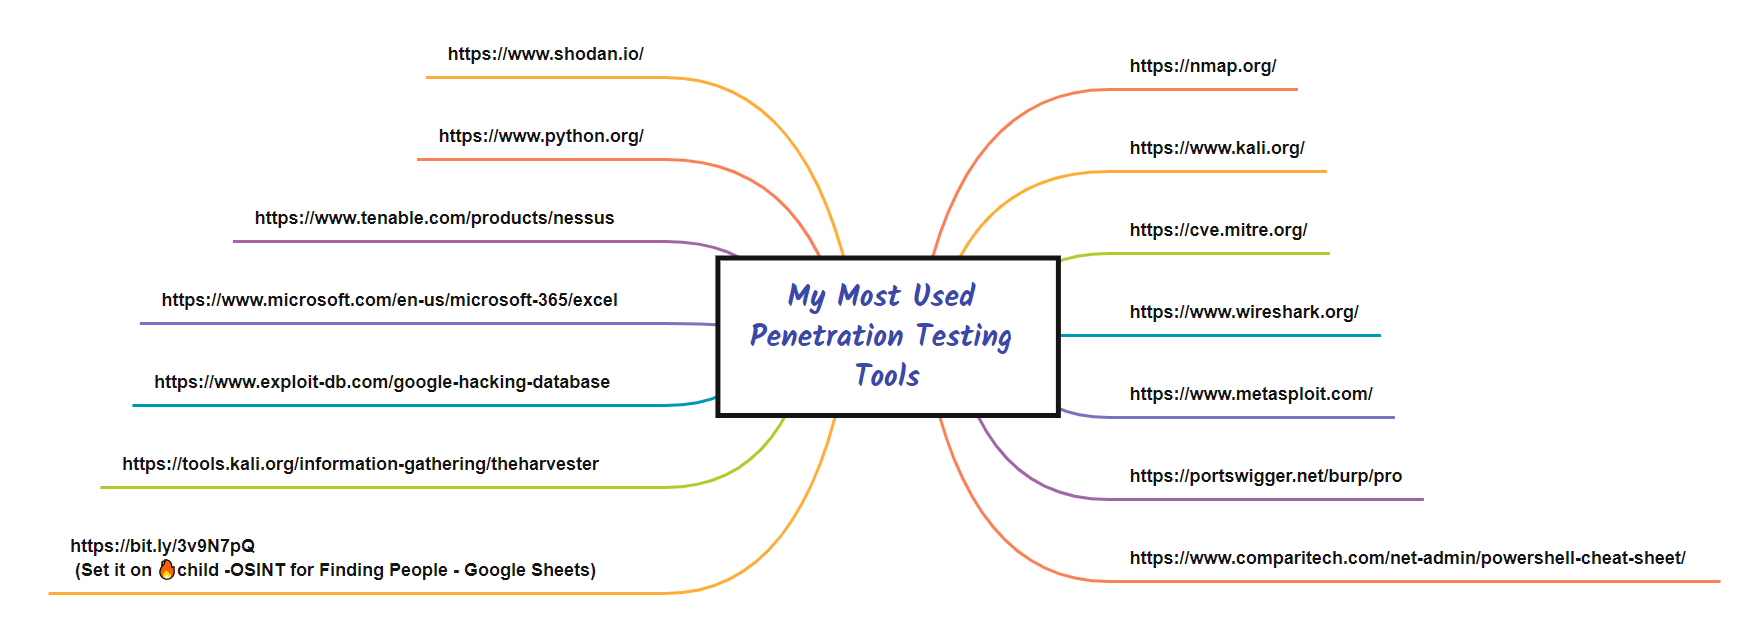 https://www.shodan.io/
https://www.python.org/
https://www.tenable.com/products/nessus
https://www.microsoft.com/en-us/microsoft-365/excel
https://www.exploit-db.com/google-hacking-database
https://tools.kali.org/information-gathering/theharvester
https://bit.ly/3v9N7pQ
(Set it on 🔥child -OSINT for Finding People - Google Sheets)
My Most Used
Penetration Testing
Tools
https://nmap.org/
https://www.kali.org/
https://cve.mitre.org/
https://www.wireshark.org/
https://www.metasploit.com/
https://portswigger.net/burp/pro
https://www.comparitech.com/net-admin/powershell-cheat-sheet/